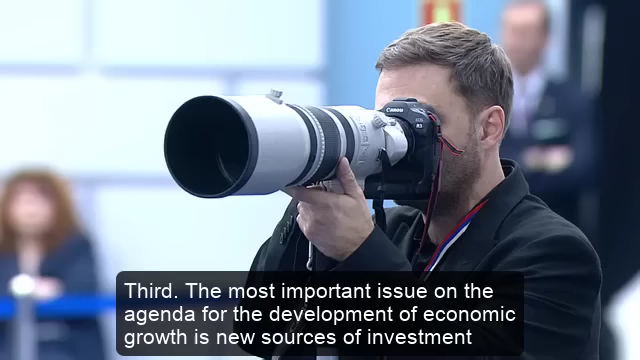 Canon
R3
Third. The most important issue on the
agenda for the development of economic
growth is new sources of investment